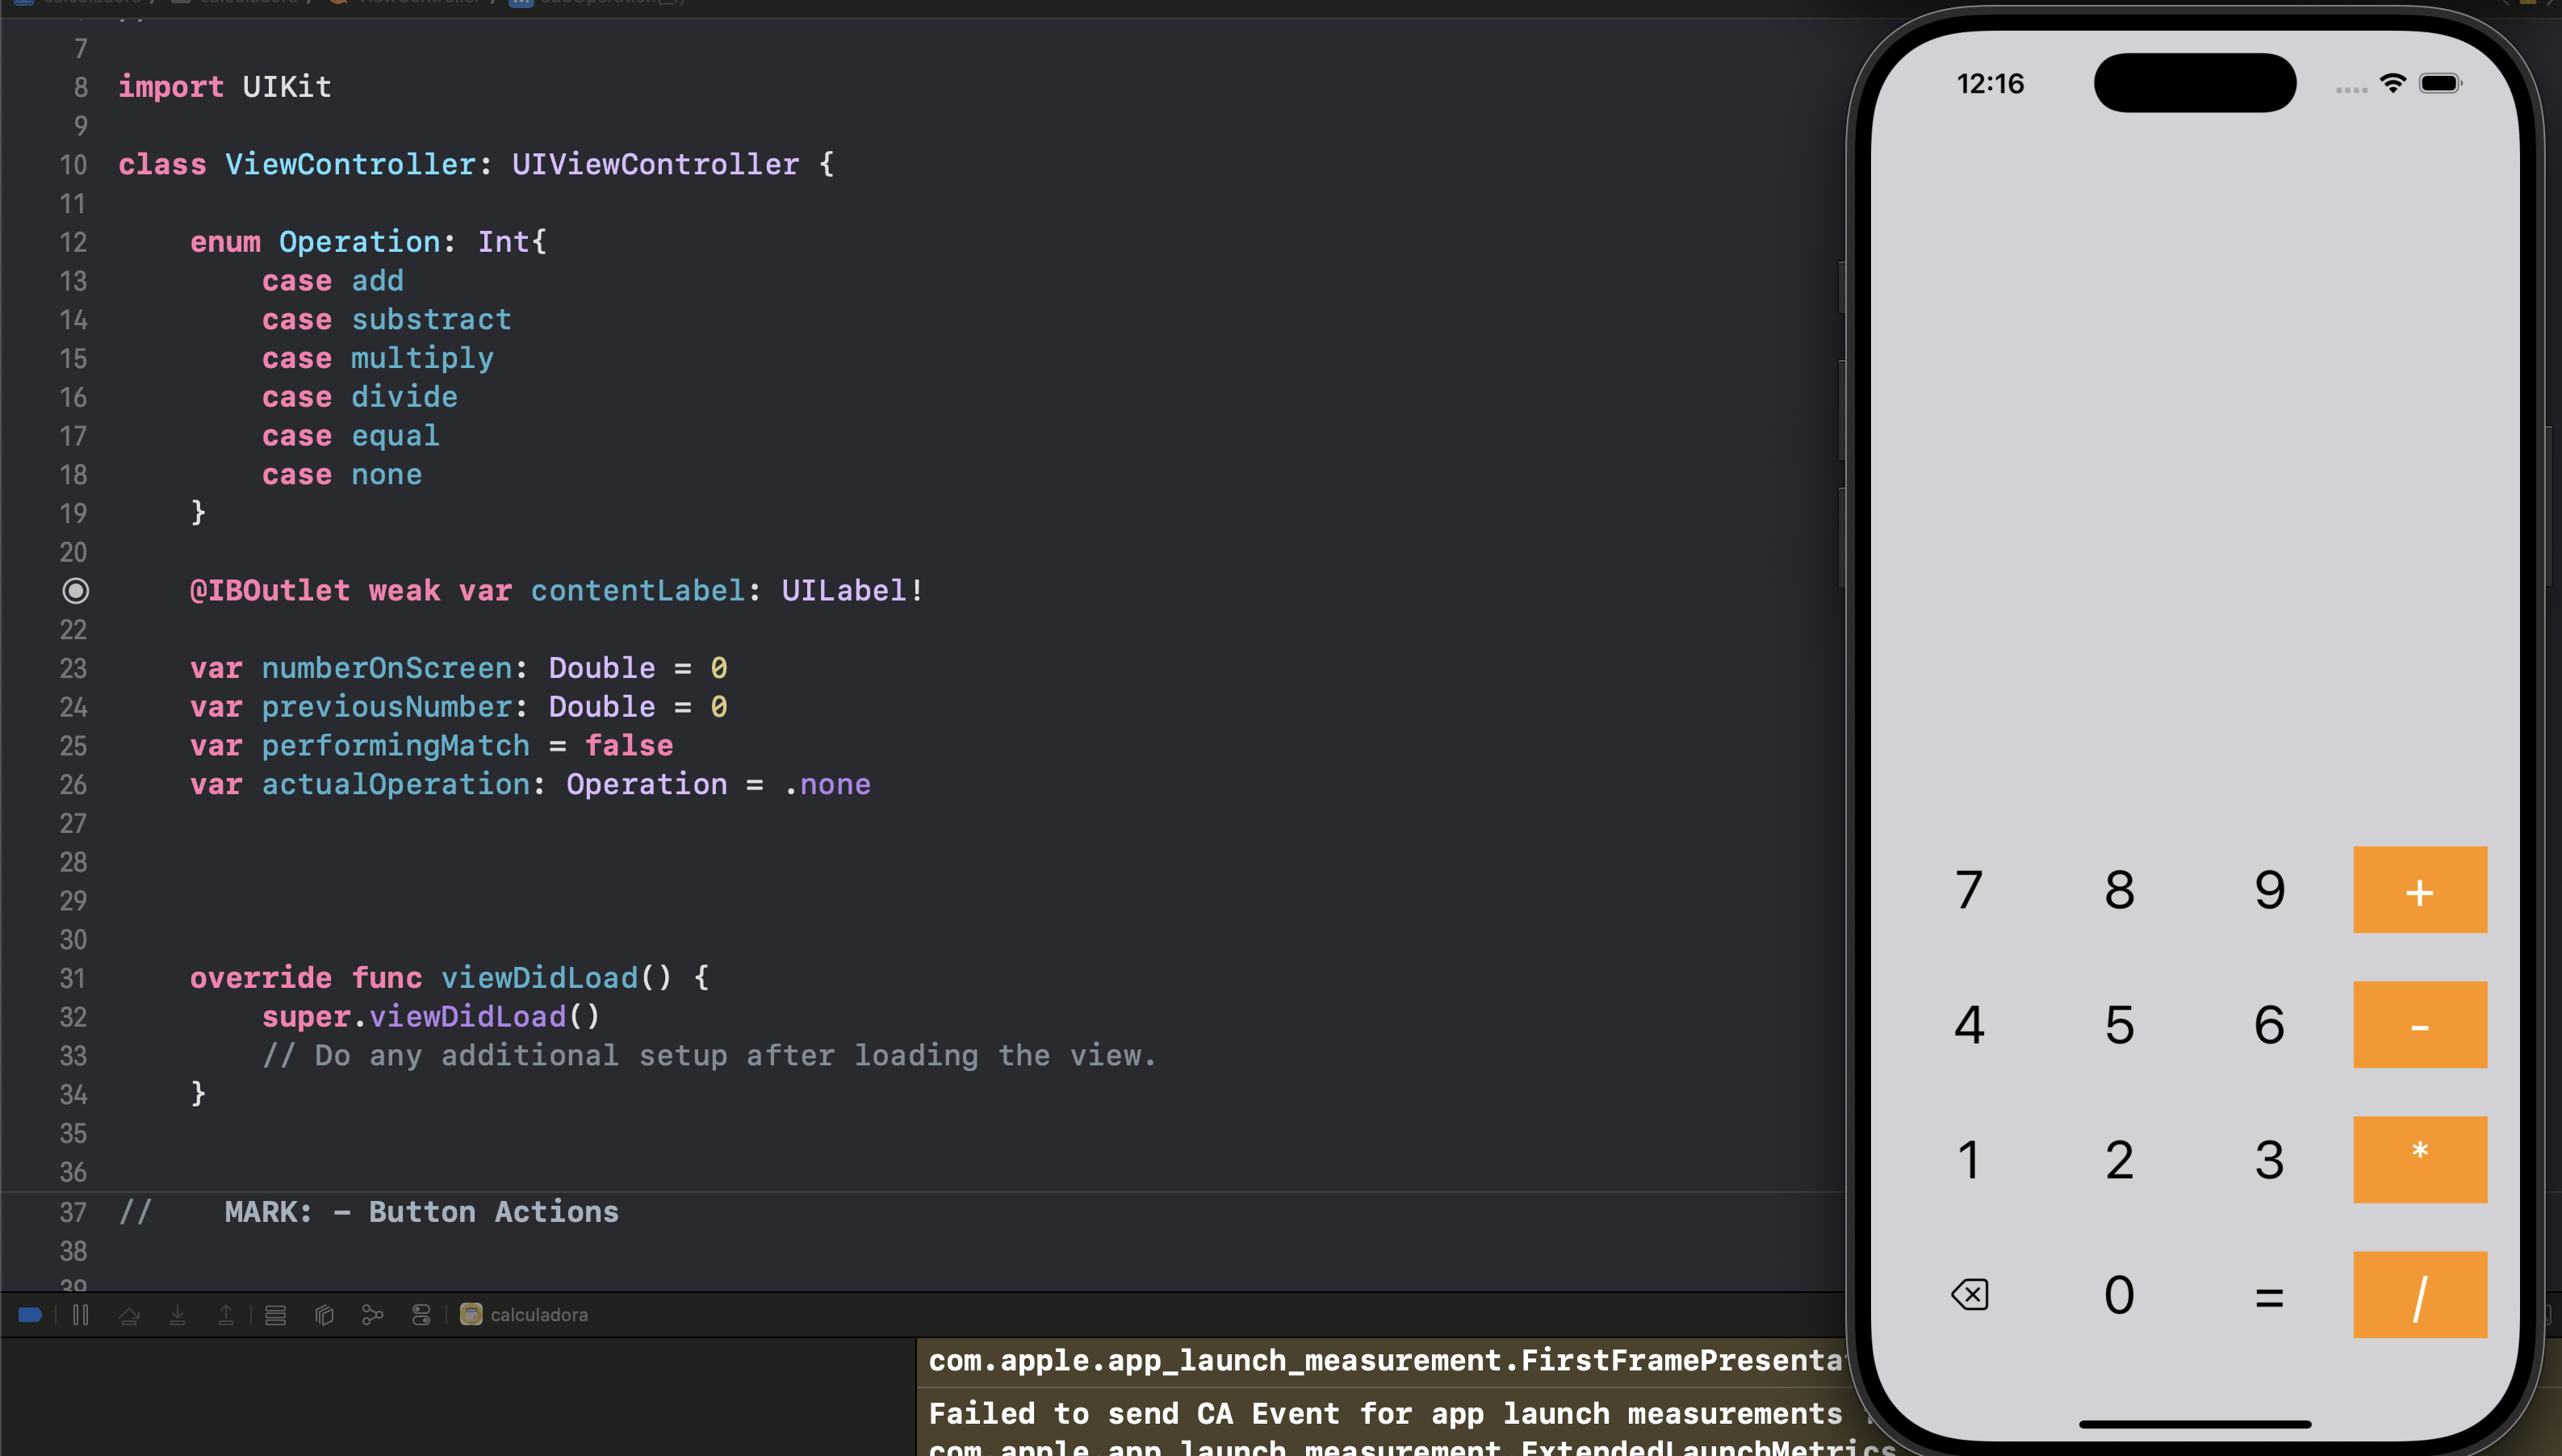 calculadora
calculadora
ViewController
addOperation(_:)
7
8 import UIKit
9
10 class ViewController: UIViewController {
11
12 enum Operation: Int{
13 case add
14 case substract
15 case multiply
16 case divide
17 case equal
18 case none
19 }
20
@IBOutlet weak var contentLabel: UILabel!
22
23 var numberOnScreen: Double = 0
24 var previousNumber: Double = 0
25 var performingMatch = false
26 var actualOperation: Operation = .none
27
28
29
30
31 override func viewDidLoad() {
32 super.viewDidLoad()
33 // Do any additional setup after loading the view.
34 }
35
36
37 // MARK: - Button Actions
38
39
calculadora
com.apple.app_launch_measurement.FirstFramePresenta
Failed to send CA Event for app launch measurements
com.apple.app_launch_measurement.ExtendedLaunchMetrics
12:16
7 8 9 +
4 5 6 -
1 2 3 *
0 = /